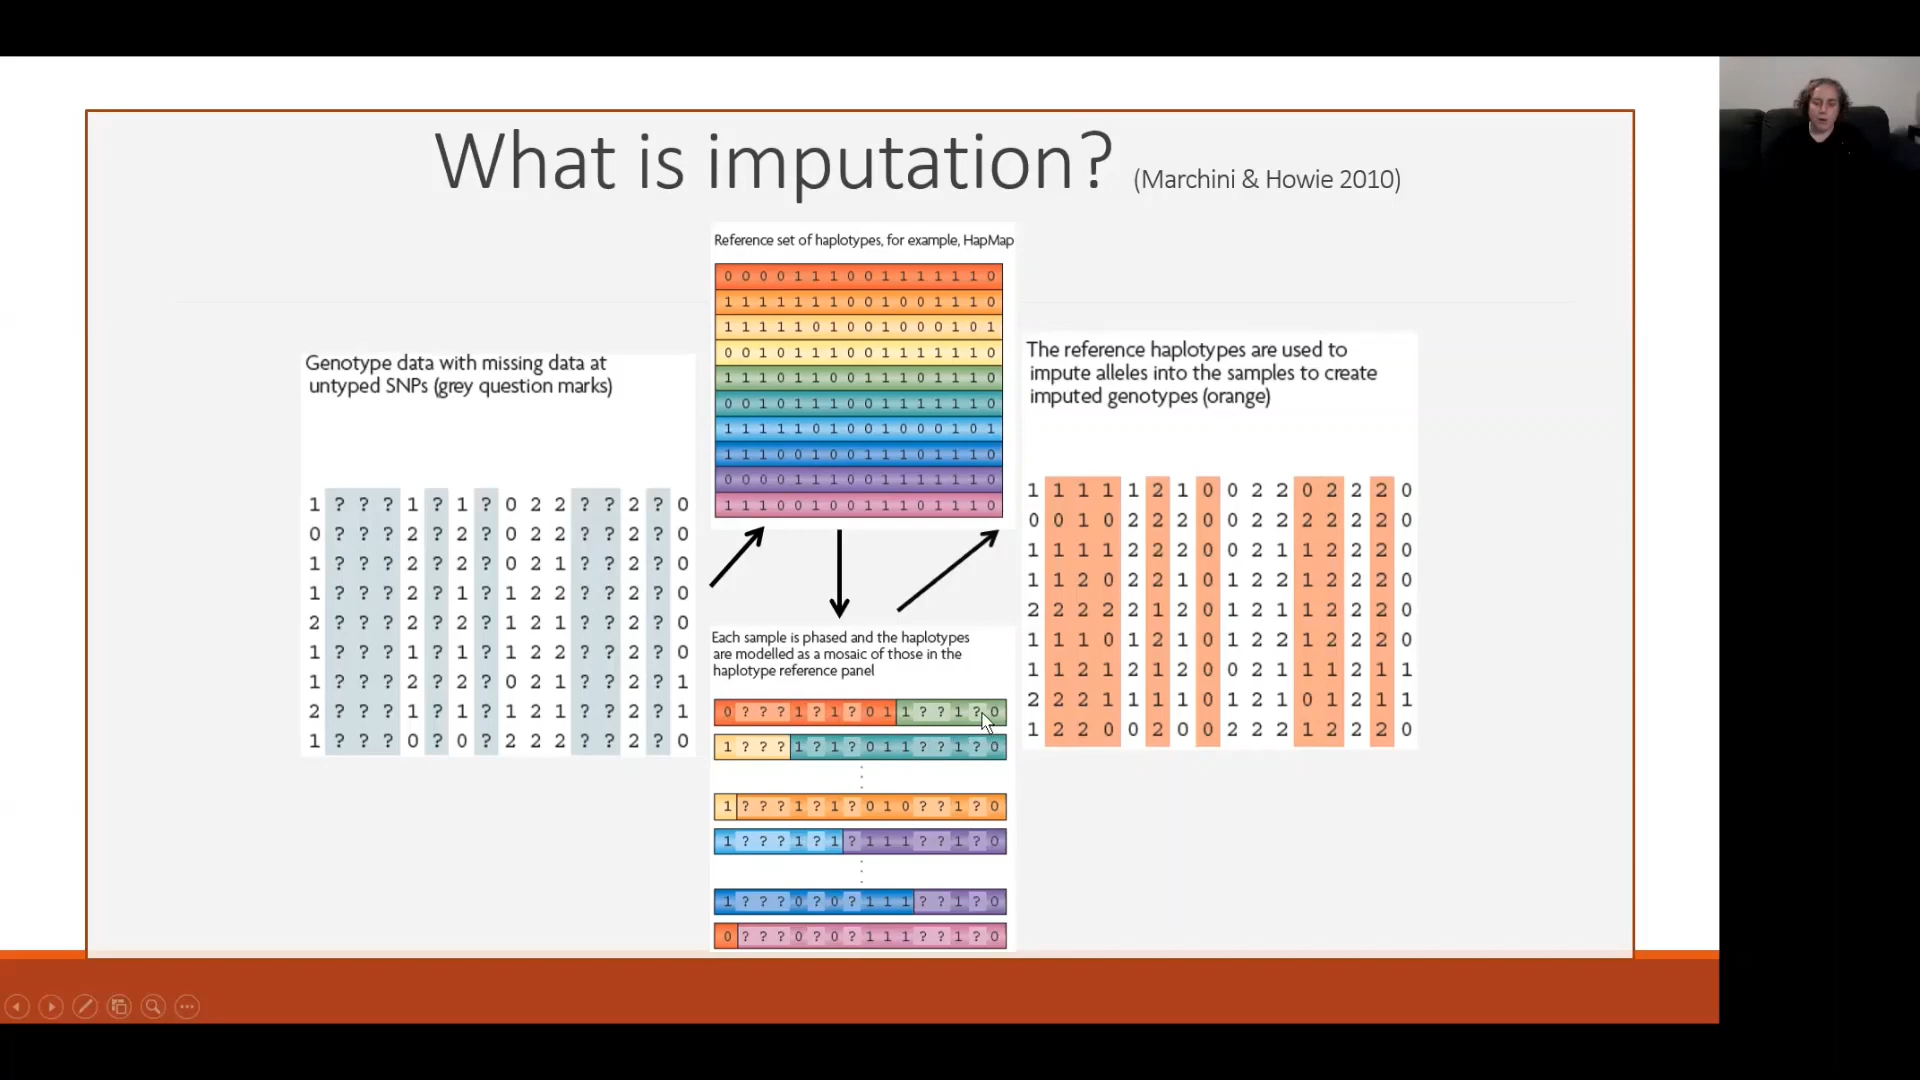 What is imputation? (Marchini & Howie 2010)
Reference set of haplotypes, for example, HapMap
0 0 0 0 1 1 1 0 0 1 1 1 1 1 1 0
1 1 1 1 1 1 1 0 0 1 0 0 1 1 1 0
1 1 1 1 1 0 1 0 0 1 0 0 0 1 0 1
0 0 1 0 1 1 1 0 0 1 1 1 1 1 1 0
1 1 1 0 1 1 0 0 1 1 1 0 1 1 1 0
0 0 1 0 1 1 1 0 0 1 1 1 1 1 1 0
1 1 1 1 1 0 1 0 0 1 0 0 0 1 0 1
1 1 1 0 0 1 0 0 1 1 1 0 1 1 1 0
0 0 0 0 1 1 1 0 0 1 1 1 1 1 1 0
1 1 1 0 0 1 0 0 1 1 1 0 1 1 1 0
Genotype data with missing data at
untyped SNPs (grey question marks)
1 ? ? ? 1 ? 1 ? 0 2 2 ? ? 2 ? 0
0 ? ? ? 2 ? 2 ? 0 2 2 ? ? 2 ? 0
1 ? ? ? 2 ? 2 ? 0 2 1 ? ? 2 ? 0
1 ? ? ? 2 ? 1 ? 1 2 2 ? ? 2 ? 0
2 ? ? ? 2 ? 2 ? 1 2 1 ? ? 2 ? 0
1 ? ? ? 1 ? 1 ? 1 2 2 ? ? 2 ? 0
1 ? ? ? 2 ? 2 ? 0 2 1 ? ? 2 ? 1
2 ? ? ? 1 ? 1 ? 1 2 1 ? ? 2 ? 1
1 ? ? ? 0 ? 0 ? 2 2 2 ? ? 2 ? 0
Each sample is phased and the haplotypes
are modelled as a mosaic of those in the
haplotype reference panel
0 ? ? ? 1 ? 1 ? 0 1 1 ? ? 1 ? 0
1 ? ? ? 1 ? 1 ? 0 1 1 ? ? 1 ? 0
1 ? ? ? 1 ? 1 ? 0 1 0 ? ? 1 ? 0
1 ? ? ? 1 ? 1 ? 1 1 1 ? ? 1 ? 0
1 ? ? ? 0 ? 0 ? 1 1 1 ? ? 1 ? 0
0 ? ? ? 0 ? 0 ? 1 1 1 ? ? 1 ? 0
The reference haplotypes are used to
impute alleles into the samples to create
imputed genotypes (orange)
1 1 1 1 1 2 1 0 0 2 2 0 2 2 2 0
0 0 1 0 2 2 2 0 0 2 2 2 2 2 2 0
1 1 1 1 2 2 2 0 0 2 1 1 2 2 2 0
1 1 2 0 2 2 1 0 1 2 2 1 2 2 2 0
2 2 2 2 2 1 2 0 1 2 1 1 2 2 2 0
1 1 1 0 1 2 1 0 1 2 2 1 2 2 2 0
1 1 2 1 2 1 2 0 0 2 1 1 1 2 1 1
2 2 2 1 1 1 1 0 1 2 1 0 1 2 1 1
1 2 2 0 0 2 0 0 2 2 2 1 2 2 2 0